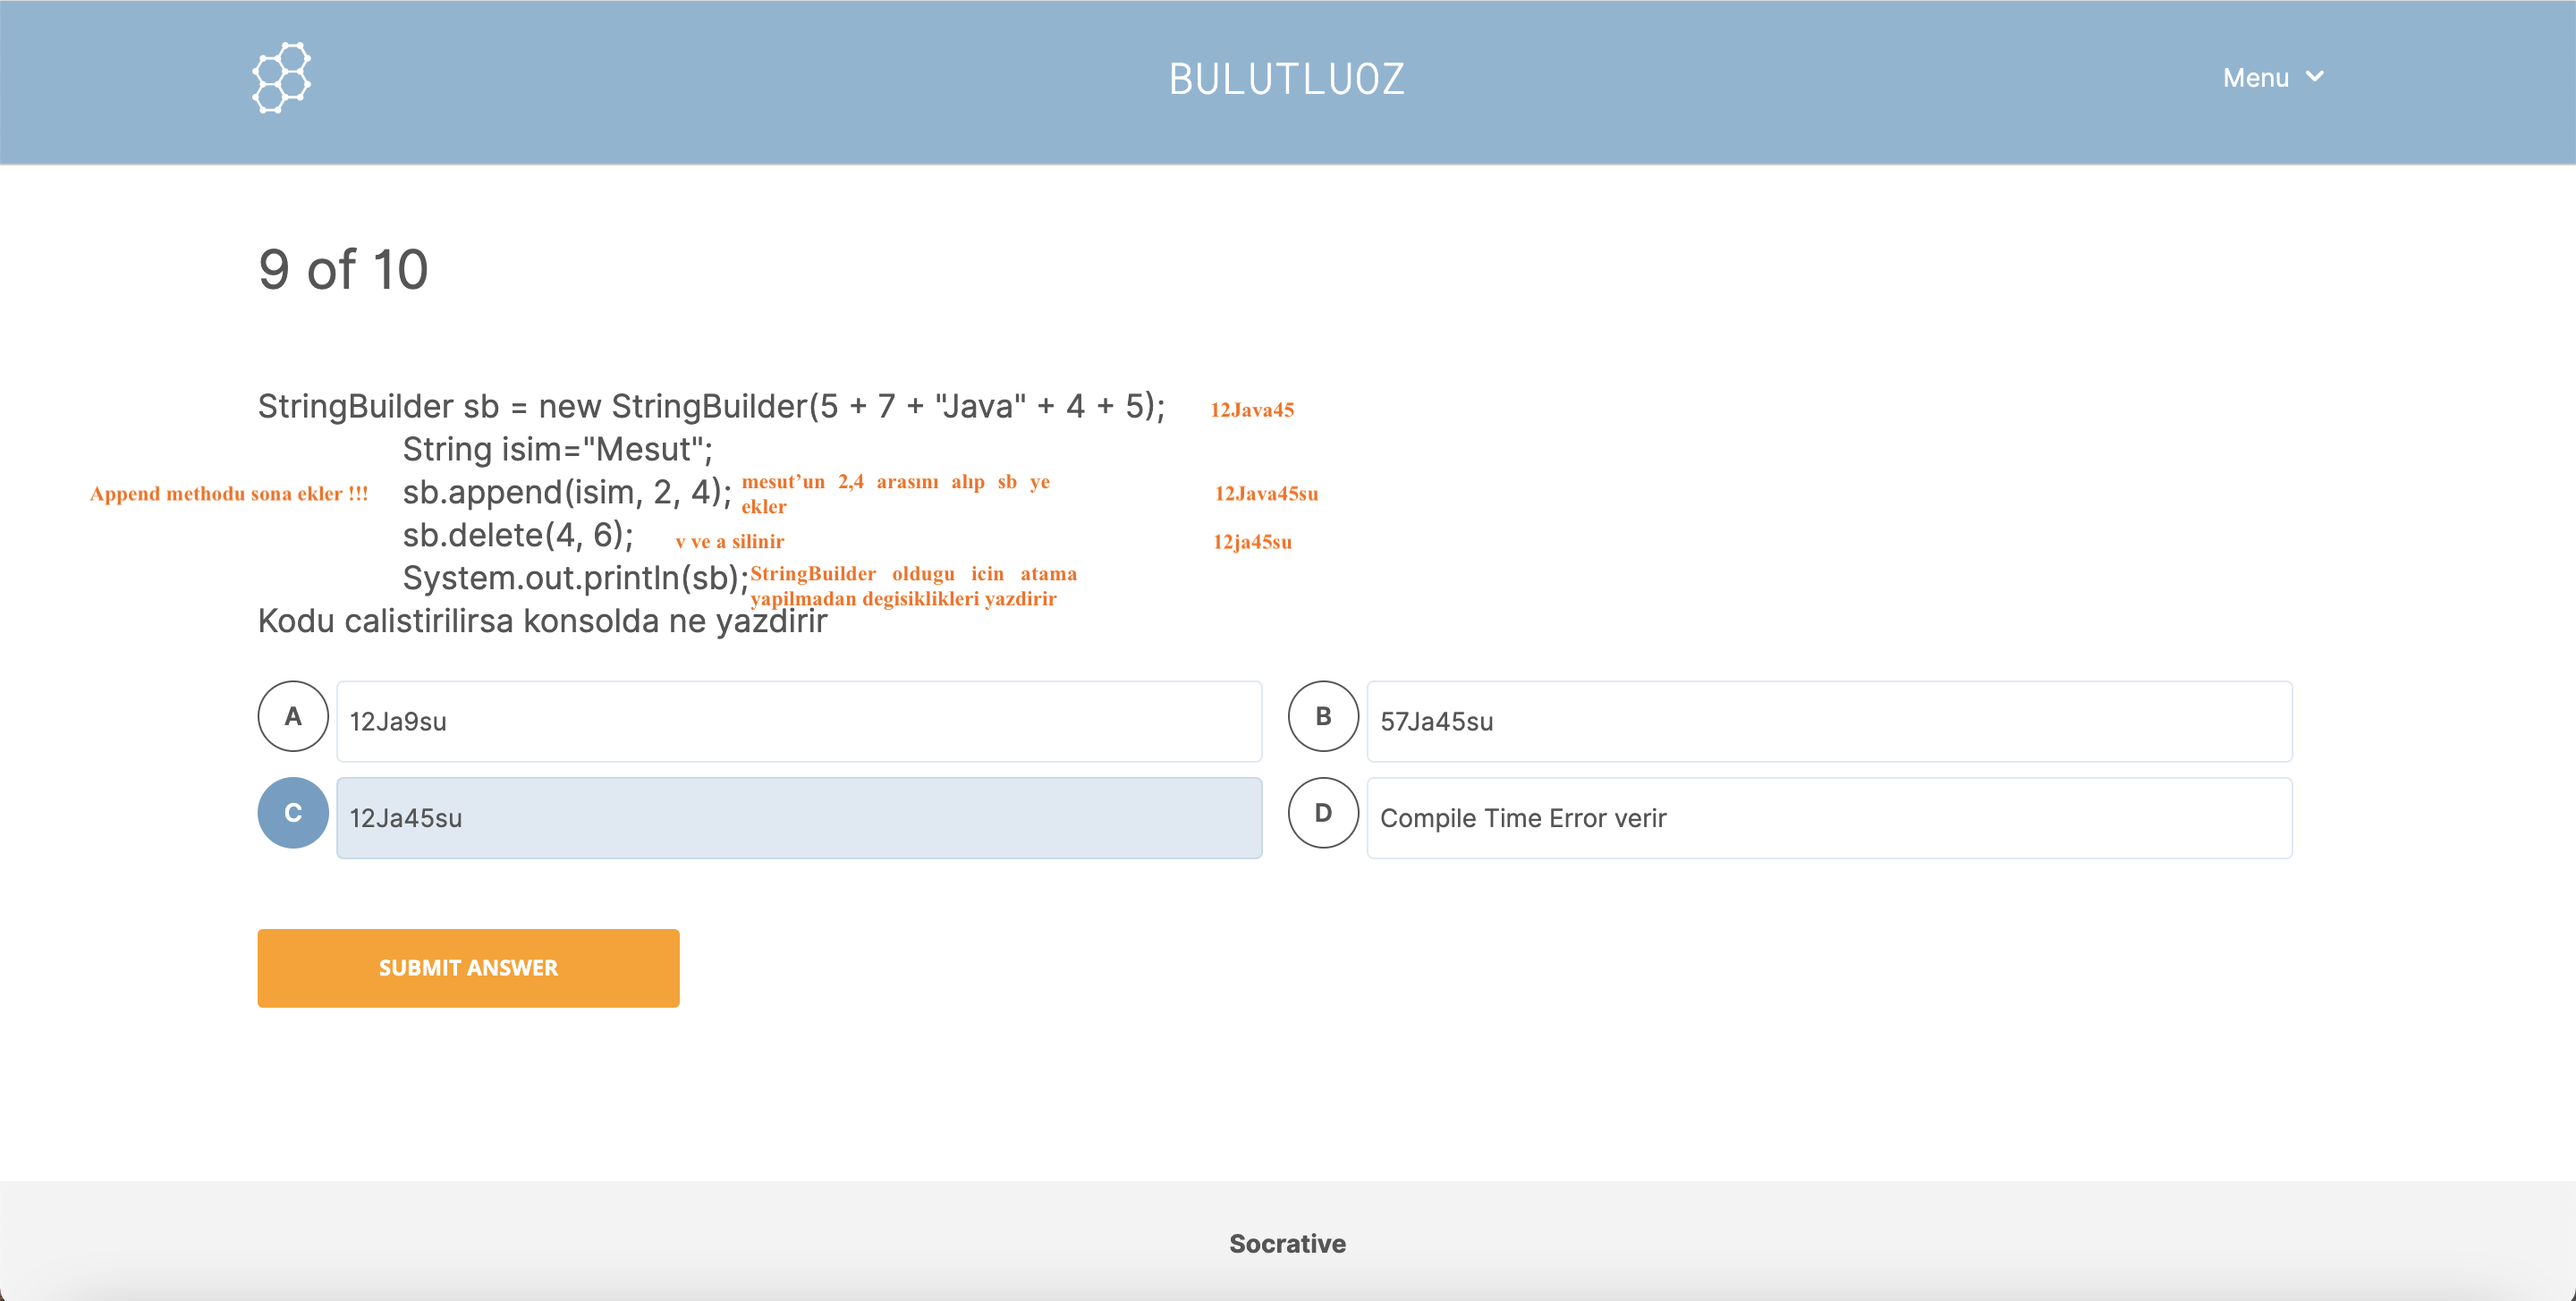 BULUTLUOZ
Menu
9 of 10
StringBuilder sb = new StringBuilder(5 + 7 + "Java" + 4 + 5); 12Java45
String isim="Mesut";
Append methodu sona ekler !!! sb.append(isim, 2, 4); mesut’un 2,4 arasını alıp sb ye 12Java45su
ekler
sb.delete(4, 6); v ve a silinir 12ja45su
System.out.println(sb); StringBuilder oldugu icin atama
yapilmadan degisiklikleri yazdirir
Kodu calistirilirsa konsolda ne yazdirir
A 12Ja9su
B 57Ja45su
C 12Ja45su
D Compile Time Error verir
SUBMIT ANSWER
Socrative